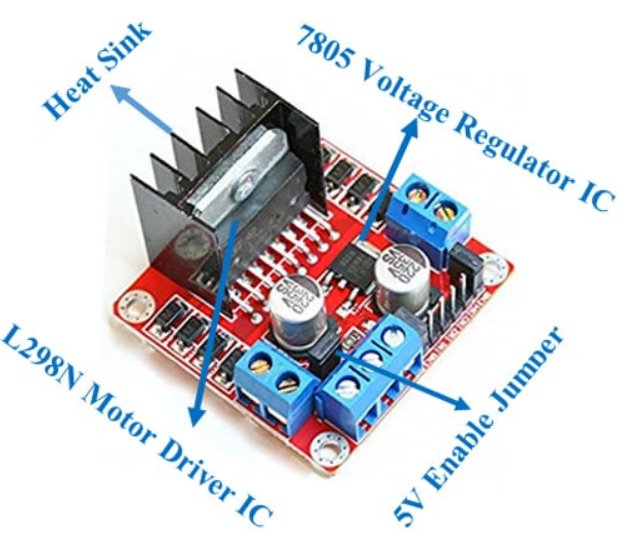 Heat Sink
7805 Voltage Regulator IC
L298N Motor Driver IC
5V Enable Jumper